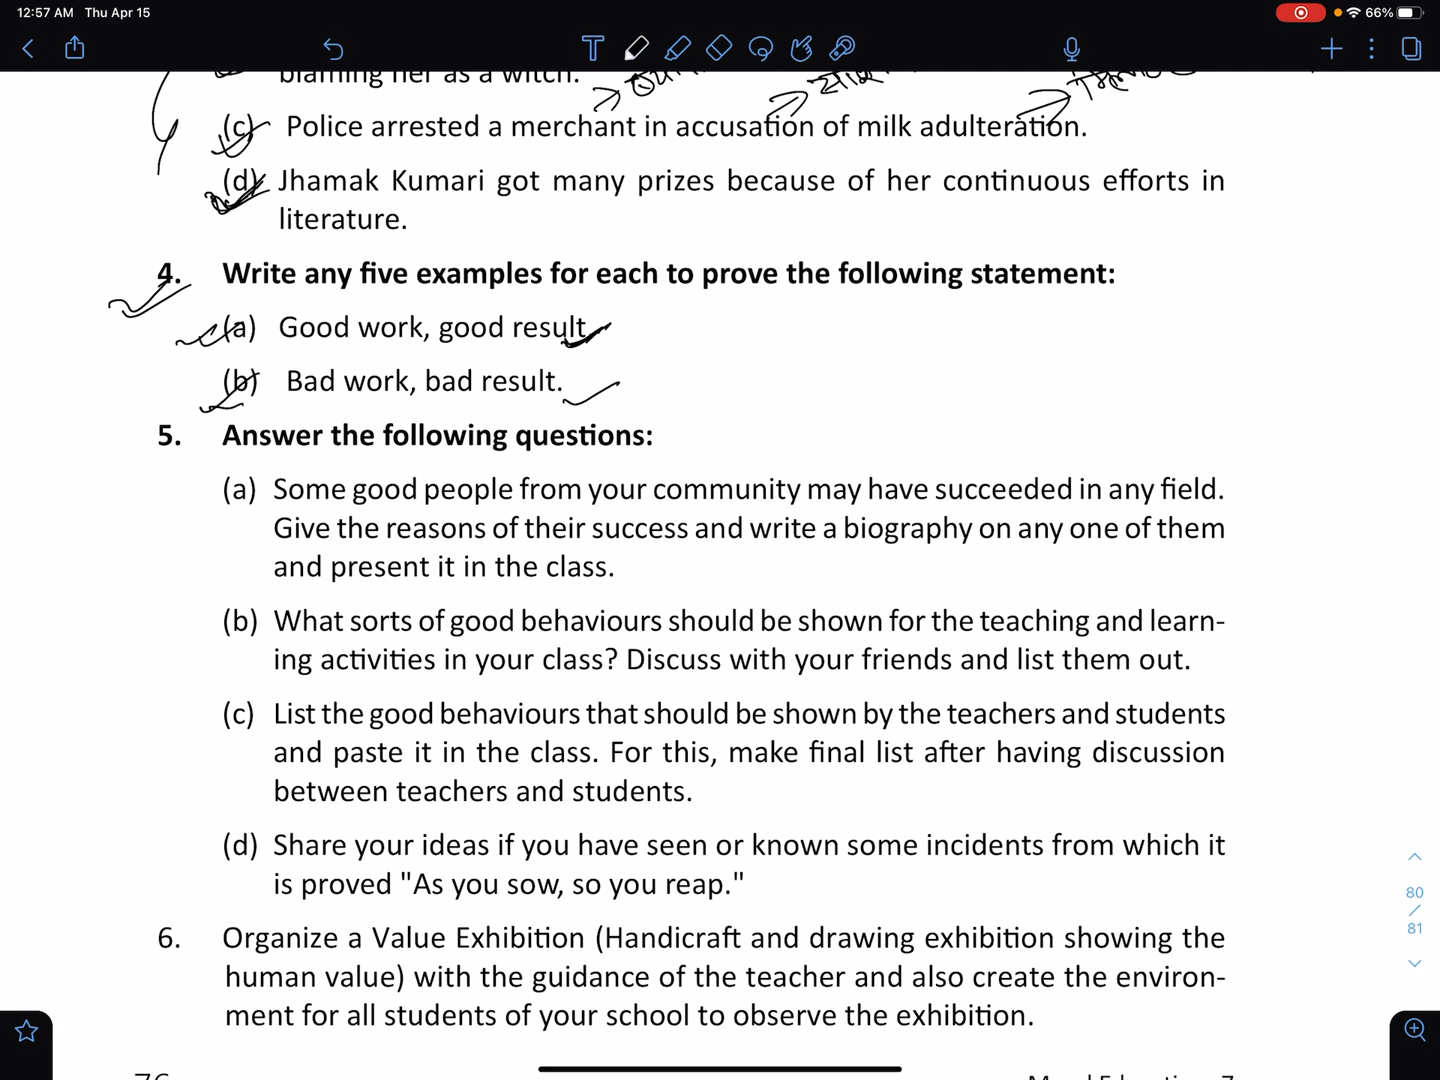 12:57 AM Thu Apr 15
66%
blaming her as a witch.
(c) Police arrested a merchant in accusation of milk adulteration.
(d) Jhamak Kumari got many prizes because of her continuous efforts in
literature.
4. Write any five examples for each to prove the following statement:
(a) Good work, good result
(b) Bad work, bad result.
5. Answer the following questions:
(a) Some good people from your community may have succeeded in any field.
Give the reasons of their success and write a biography on any one of them
and present it in the class.
(b) What sorts of good behaviours should be shown for the teaching and learn-
ing activities in your class? Discuss with your friends and list them out.
(c) List the good behaviours that should be shown by the teachers and students
and paste it in the class. For this, make final list after having discussion
between teachers and students.
(d) Share your ideas if you have seen or known some incidents from which it
is proved "As you sow, so you reap."
80
/
81
6. Organize a Value Exhibition (Handicraft and drawing exhibition showing the
human value) with the guidance of the teacher and also create the environ-
ment for all students of your school to observe the exhibition.